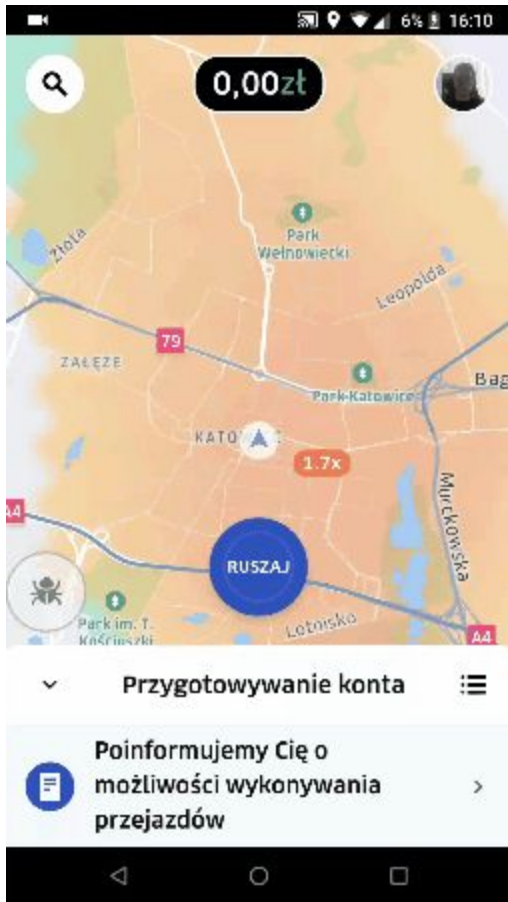 6% 16:10
0,00zł
Park
Wełnowiecki
Złota
Leopolda
79
ZAŁĘŻE
Park Katowice
Bag
KATO
1.7x
A4
Murckowska
RUSZAJ
Park im. T.
Kościuszki
Lotnisko
A4
Przygotowywanie konta
Poinformujemy Cię o
możliwości wykonywania
przejazdów